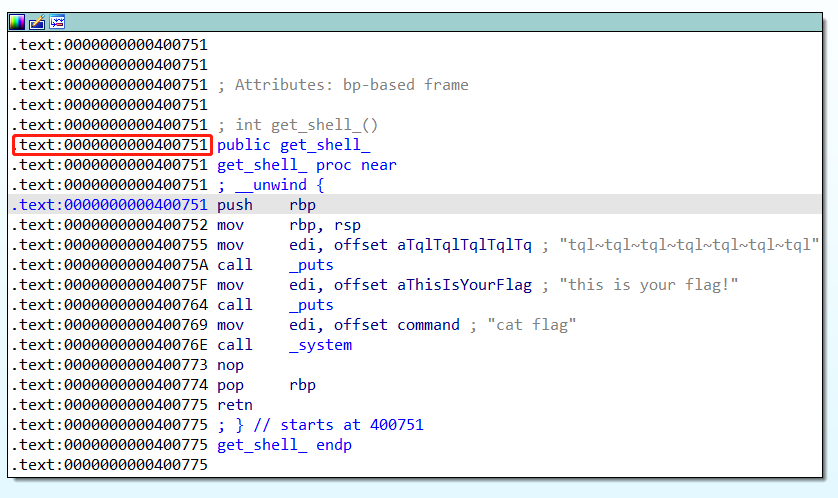 .text:0000000000400751
.text:0000000000400751
.text:0000000000400751 ; Attributes: bp-based frame
.text:0000000000400751
.text:0000000000400751 ; int get_shell_()
.text:0000000000400751 public get_shell_
.text:0000000000400751 get_shell_ proc near
.text:0000000000400751 ; __unwind {
.text:0000000000400751 push    rbp
.text:0000000000400752 mov     rbp, rsp
.text:0000000000400755 mov     edi, offset aTqlTqlTqlTqlTq ; "tql~tql~tql~tql~tql~tql~tql"
.text:000000000040075A call    _puts
.text:000000000040075F mov     edi, offset aThisIsYourFlag ; "this is your flag!"
.text:0000000000400764 call    _puts
.text:0000000000400769 mov     edi, offset command ; "cat flag"
.text:000000000040076E call    _system
.text:0000000000400773 nop
.text:0000000000400774 pop     rbp
.text:0000000000400775 retn
.text:0000000000400775 ; } // starts at 400751
.text:0000000000400775 get_shell_ endp
.text:0000000000400775